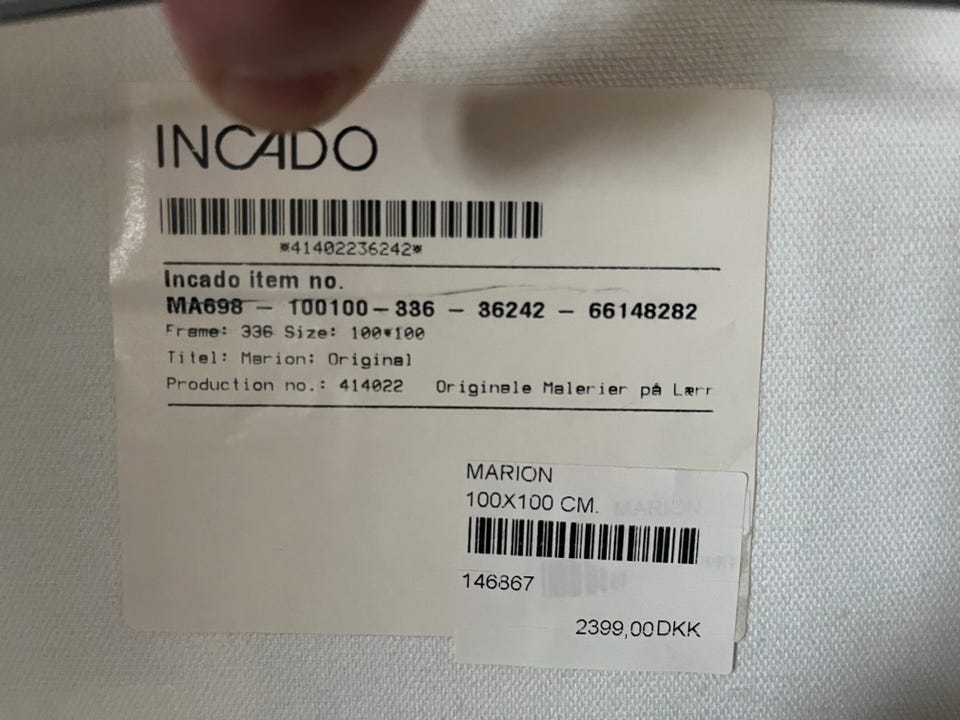 INCADO
*41402236242*
Incado item no.
MA698 - 100100 - 336 - 36242 - 66148282
Frame: 336 Size: 100*100
Titel: Marion: Original
Production no.: 414022 Originale Malerier på Lærr
MARION
100X100 CM.
146867
2399,00DKK